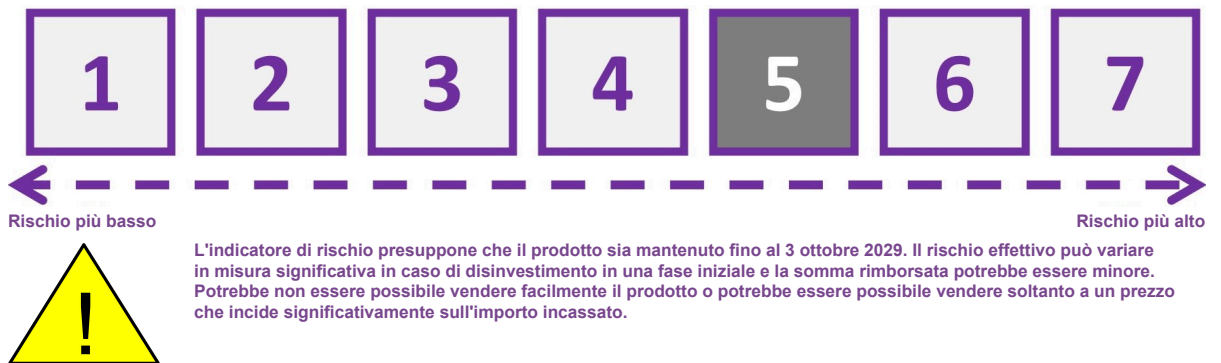 1 2 3 4 5 6 7
Rischio più basso Rischio più alto
L'indicatore di rischio presuppone che il prodotto sia mantenuto fino al 3 ottobre 2029. Il rischio effettivo può variare
in misura significativa in caso di disinvestimento in una fase iniziale e la somma rimborsata potrebbe essere minore.
Potrebbe non essere possibile vendere facilmente il prodotto o potrebbe essere possibile vendere soltanto a un prezzo
che incide significativamente sull'importo incassato.
!